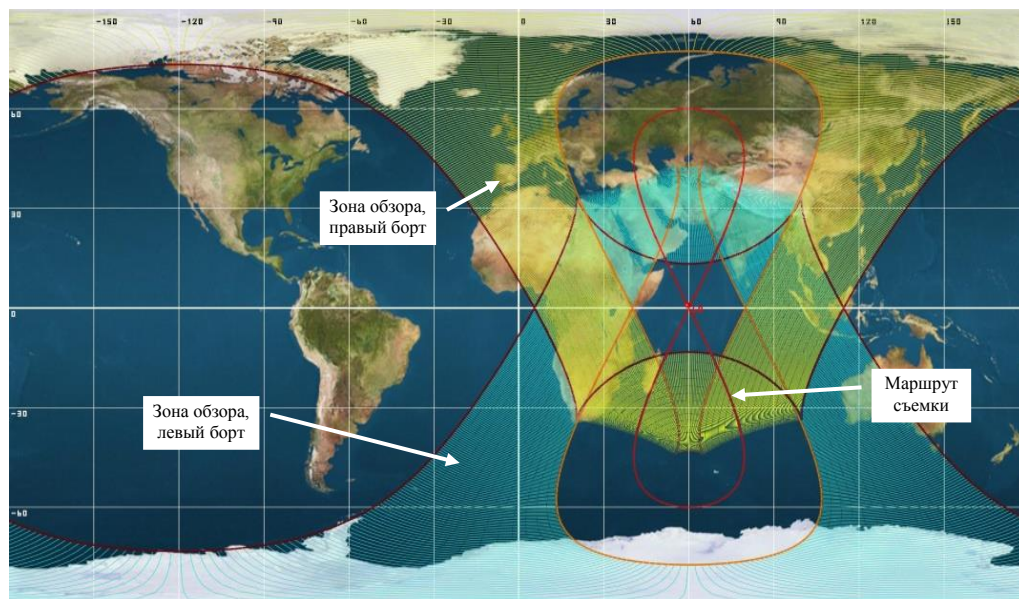 -150 -120 -90 -60 -30 0 30 60 90 120 150
60
30
0
-30
-60
Зона обзора,
правый борт
Зона обзора,
левый борт
Маршрут
съемки